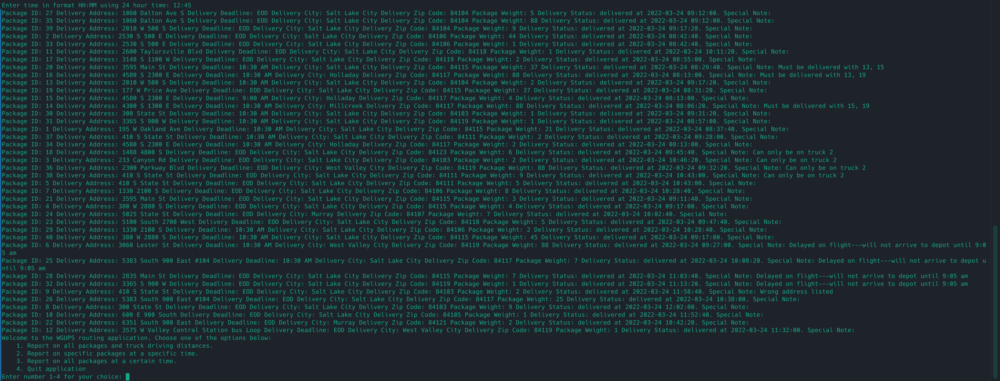 Enter time in format HH:MM using 24 hour time: 12:45
Package ID: 27 Delivery Address: 1060 Dalton Ave S Delivery Deadline: EOD Delivery City: Salt Lake City Delivery Zip Code: 84104 Package Weight: 5 Delivery Status: delivered at 2022-03-24 09:12:00. Special Note:
Package ID: 35 Delivery Address: 1060 Dalton Ave S Delivery Deadline: EOD Delivery City: Salt Lake City Delivery Zip Code: 84104 Package Weight: 88 Delivery Status: delivered at 2022-03-24 09:12:00. Special Note:
Package ID: 39 Delivery Address: 2010 W 500 S Delivery Deadline: EOD Delivery City: Salt Lake City Delivery Zip Code: 84104 Package Weight: 9 Delivery Status: delivered at 2022-03-24 09:17:20. Special Note:
Package ID: 2 Delivery Address: 2530 S 500 E Delivery Deadline: EOD Delivery City: Salt Lake City Delivery Zip Code: 84106 Package Weight: 44 Delivery Status: delivered at 2022-03-24 08:42:40. Special Note:
Package ID: 33 Delivery Address: 2530 S 500 E Delivery Deadline: EOD Delivery City: Salt Lake City Delivery Zip Code: 84106 Package Weight: 1 Delivery Status: delivered at 2022-03-24 08:42:40. Special Note:
Package ID: 11 Delivery Address: 2600 Taylorsville Blvd Delivery Deadline: EOD Delivery City: Salt Lake City Delivery Zip Code: 84118 Package Weight: 1 Delivery Status: delivered at 2022-03-24 10:11:20. Special Note:
Package ID: 17 Delivery Address: 3148 S 1100 W Delivery Deadline: EOD Delivery City: Salt Lake City Delivery Zip Code: 84119 Package Weight: 2 Delivery Status: delivered at 2022-03-24 08:55:00. Special Note:
Package ID: 20 Delivery Address: 3595 Main St Delivery Deadline: 10:30 AM Delivery City: Salt Lake City Delivery Zip Code: 84115 Package Weight: 37 Delivery Status: delivered at 2022-03-24 08:29:40. Special Note: Must be delivered with 13, 15
Package ID: 16 Delivery Address: 4580 S 2300 E Delivery Deadline: 10:30 AM Delivery City: Holladay Delivery Zip Code: 84117 Package Weight: 88 Delivery Status: delivered at 2022-03-24 08:13:00. Special Note: Must be delivered with 13, 19
Package ID: 13 Delivery Address: 2010 W 500 S Delivery Deadline: 10:30 AM Delivery City: Salt Lake City Delivery Zip Code: 84104 Package Weight: 2 Delivery Status: delivered at 2022-03-24 09:17:20. Special Note:
Package ID: 19 Delivery Address: 177 W Price Ave Delivery Deadline: EOD Delivery City: Salt Lake City Delivery Zip Code: 84115 Package Weight: 37 Delivery Status: delivered at 2022-03-24 08:31:20. Special Note:
Package ID: 15 Delivery Address: 4580 S 2300 E Delivery Deadline: 9:00 AM Delivery City: Holladay Delivery Zip Code: 84117 Package Weight: 4 Delivery Status: delivered at 2022-03-24 08:13:00. Special Note:
Package ID: 14 Delivery Address: 4300 S 1300 E Delivery Deadline: 10:30 AM Delivery City: Millcreek Delivery Zip Code: 84117 Package Weight: 88 Delivery Status: delivered at 2022-03-24 08:06:20. Special Note: Must be delivered with 15, 19
Package ID: 30 Delivery Address: 300 State St Delivery Deadline: 10:30 AM Delivery City: Salt Lake City Delivery Zip Code: 84103 Package Weight: 1 Delivery Status: delivered at 2022-03-24 09:31:20. Special Note:
Package ID: 31 Delivery Address: 3365 S 900 W Delivery Deadline: 10:30 AM Delivery City: Salt Lake City Delivery Zip Code: 84119 Package Weight: 1 Delivery Status: delivered at 2022-03-24 08:57:00. Special Note:
Package ID: 1 Delivery Address: 195 W Oakland Ave Delivery Deadline: 10:30 AM Delivery City: Salt Lake City Delivery Zip Code: 84115 Package Weight: 21 Delivery Status: delivered at 2022-03-24 08:37:40. Special Note:
Package ID: 37 Delivery Address: 410 S State St Delivery Deadline: 10:30 AM Delivery City: Salt Lake City Delivery Zip Code: 84111 Package Weight: 2 Delivery Status: delivered at 2022-03-24 09:28:00. Special Note:
Package ID: 34 Delivery Address: 4580 S 2300 E Delivery Deadline: 10:30 AM Delivery City: Holladay Delivery Zip Code: 84117 Package Weight: 2 Delivery Status: delivered at 2022-03-24 08:13:00. Special Note:
Package ID: 18 Delivery Address: 1488 4800 S Delivery Deadline: EOD Delivery City: Salt Lake City Delivery Zip Code: 84123 Package Weight: 6 Delivery Status: delivered at 2022-03-24 09:45:40. Special Note: Can only be on truck 2
Package ID: 3 Delivery Address: 233 Canyon Rd Delivery Deadline: EOD Delivery City: Salt Lake City Delivery Zip Code: 84103 Package Weight: 2 Delivery Status: delivered at 2022-03-24 10:46:20. Special Note: Can only be on truck 2
Package ID: 36 Delivery Address: 2300 Parkway Blvd Delivery Deadline: EOD Delivery City: West Valley City Delivery Zip Code: 84119 Package Weight: 88 Delivery Status: delivered at 2022-03-24 09:32:20. Special Note: Can only be on truck 2
Package ID: 38 Delivery Address: 410 S State St Delivery Deadline: EOD Delivery City: Salt Lake City Delivery Zip Code: 84111 Package Weight: 9 Delivery Status: delivered at 2022-03-24 10:43:00. Special Note: Can only be on truck 2
Package ID: 5 Delivery Address: 410 S State St Delivery Deadline: EOD Delivery City: Salt Lake City Delivery Zip Code: 84111 Package Weight: 5 Delivery Status: delivered at 2022-03-24 10:43:00. Special Note:
Package ID: 7 Delivery Address: 1330 2100 S Delivery Deadline: EOD Delivery City: Salt Lake City Delivery Zip Code: 84106 Package Weight: 8 Delivery Status: delivered at 2022-03-24 10:28:40. Special Note:
Package ID: 21 Delivery Address: 3595 Main St Delivery Deadline: EOD Delivery City: Salt Lake City Delivery Zip Code: 84115 Package Weight: 3 Delivery Status: delivered at 2022-03-24 09:11:40. Special Note:
Package ID: 4 Delivery Address: 380 W 2880 S Delivery Deadline: EOD Delivery City: Salt Lake City Delivery Zip Code: 84115 Package Weight: 4 Delivery Status: delivered at 2022-03-24 09:17:00. Special Note:
Package ID: 24 Delivery Address: 5025 State St Delivery Deadline: EOD Delivery City: Murray Delivery Zip Code: 84107 Package Weight: 7 Delivery Status: delivered at 2022-03-24 10:02:40. Special Note:
Package ID: 23 Delivery Address: 5100 South 2700 West Delivery Deadline: EOD Delivery City: Salt Lake City Delivery Zip Code: 84118 Package Weight: 5 Delivery Status: delivered at 2022-03-24 09:47:40. Special Note:
Package ID: 29 Delivery Address: 1330 2100 S Delivery Deadline: 10:30 AM Delivery City: Salt Lake City Delivery Zip Code: 84106 Package Weight: 2 Delivery Status: delivered at 2022-03-24 10:28:40. Special Note:
Package ID: 40 Delivery Address: 380 W 2880 S Delivery Deadline: 10:30 AM Delivery City: Salt Lake City Delivery Zip Code: 84115 Package Weight: 45 Delivery Status: delivered at 2022-03-24 09:17:00. Special Note:
Package ID: 6 Delivery Address: 3060 Lester St Delivery Deadline: 10:30 AM Delivery City: West Valley City Delivery Zip Code: 84119 Package Weight: 88 Delivery Status: delivered at 2022-03-24 09:27:00. Special Note: Delayed on flight---will not arrive to depot until 9:0
5 am
Package ID: 25 Delivery Address: 5383 South 900 East #104 Delivery Deadline: 10:30 AM Delivery City: Salt Lake City Delivery Zip Code: 84117 Package Weight: 7 Delivery Status: delivered at 2022-03-24 10:08:20. Special Note: Delayed on flight---will not arrive to depot u
ntil 9:05 am
Package ID: 28 Delivery Address: 2835 Main St Delivery Deadline: EOD Delivery City: Salt Lake City Delivery Zip Code: 84115 Package Weight: 7 Delivery Status: delivered at 2022-03-24 11:03:40. Special Note: Delayed on flight---will not arrive to depot until 9:05 am
Package ID: 32 Delivery Address: 3365 S 900 W Delivery Deadline: EOD Delivery City: Salt Lake City Delivery Zip Code: 84119 Package Weight: 1 Delivery Status: delivered at 2022-03-24 11:13:20. Special Note: Delayed on flight---will not arrive to depot until 9:05 am
Package ID: 9 Delivery Address: 410 S State St Delivery Deadline: EOD Delivery City: Salt Lake City Delivery Zip Code: 84103 Package Weight: 2 Delivery Status: delivered at 2022-03-24 11:58:40. Special Note: Wrong address listed
Package ID: 26 Delivery Address: 5383 South 900 East #104 Delivery Deadline: EOD Delivery City: Salt Lake City Delivery Zip Code: 84117 Package Weight: 25 Delivery Status: delivered at 2022-03-24 10:38:00. Special Note:
Package ID: 8 Delivery Address: 300 State St Delivery Deadline: EOD Delivery City: Salt Lake City Delivery Zip Code: 84103 Package Weight: 9 Delivery Status: delivered at 2022-03-24 12:02:00. Special Note:
Package ID: 10 Delivery Address: 600 E 900 South Delivery Deadline: EOD Delivery City: Salt Lake City Delivery Zip Code: 84105 Package Weight: 1 Delivery Status: delivered at 2022-03-24 11:52:40. Special Note:
Package ID: 22 Delivery Address: 6351 South 900 East Delivery Deadline: EOD Delivery City: Murray Delivery Zip Code: 84121 Package Weight: 2 Delivery Status: delivered at 2022-03-24 10:42:20. Special Note:
Package ID: 12 Delivery Address: 3575 W Valley Central Station bus Loop Delivery Deadline: EOD Delivery City: West Valley City Delivery Zip Code: 84119 Package Weight: 1 Delivery Status: delivered at 2022-03-24 11:32:00. Special Note:
Welcome to the WGUPS routing application. Choose one of the options below:
1. Report on all packages and truck driving distances.
2. Report on specific packages at a specific time.
3. Report on all packages at a certain time.
4. Quit application
Enter number 1-4 for your choice: